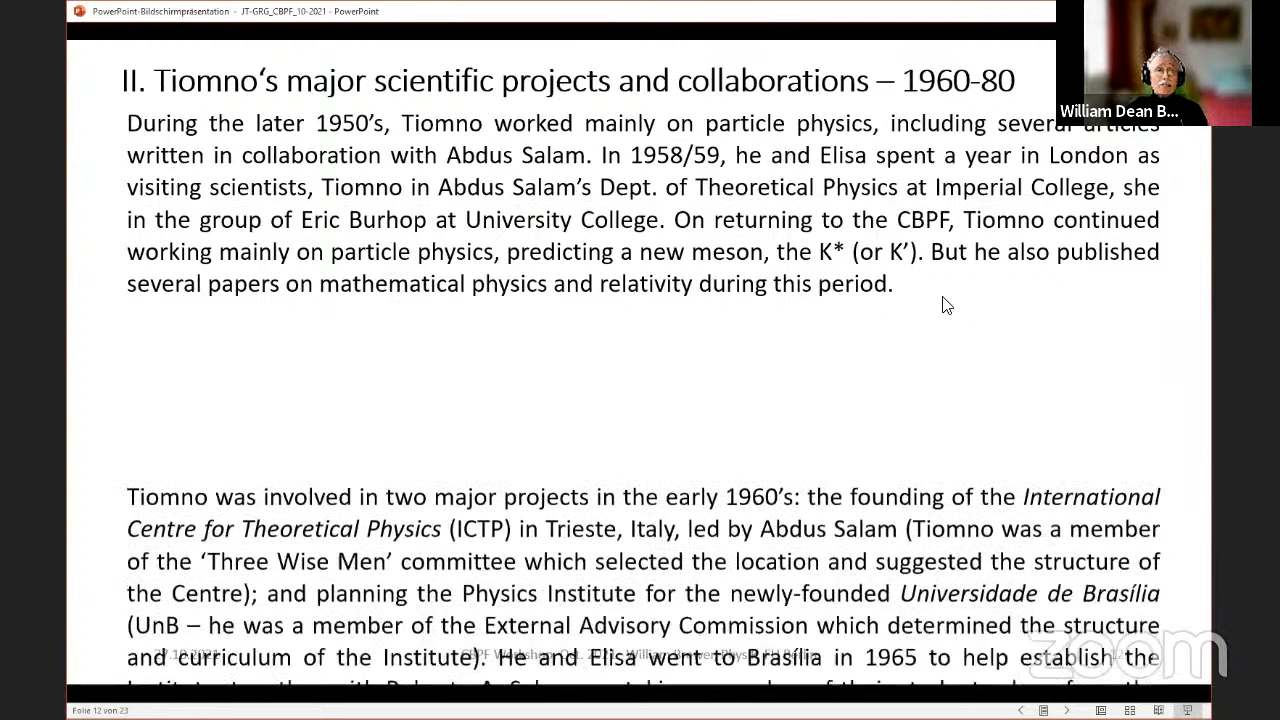 PowerPoint-Bildschirmpräsentation - JT-GRG_CBPF_10-2021 - PowerPoint
William Dean B...
II. Tiomno‘s major scientific projects and collaborations – 1960-80
During the later 1950’s, Tiomno worked mainly on particle physics, including several articles
written in collaboration with Abdus Salam. In 1958/59, he and Elisa spent a year in London as
visiting scientists, Tiomno in Abdus Salam’s Dept. of Theoretical Physics at Imperial College, she
in the group of Eric Burhop at University College. On returning to the CBPF, Tiomno continued
working mainly on particle physics, predicting a new meson, the K* (or K’). But he also published
several papers on mathematical physics and relativity during this period.
Tiomno was involved in two major projects in the early 1960’s: the founding of the International
Centre for Theoretical Physics (ICTP) in Trieste, Italy, led by Abdus Salam (Tiomno was a member
of the ‘Three Wise Men’ committee which selected the location and suggested the structure of
the Centre); and planning the Physics Institute for the newly-founded Universidade de Brasília
(UnB – he was a member of the External Advisory Commission which determined the structure
and curriculum of the Institute). He and Elisa went to Brasília in 1965 to help establish the
zoom
Folie 12 von 23